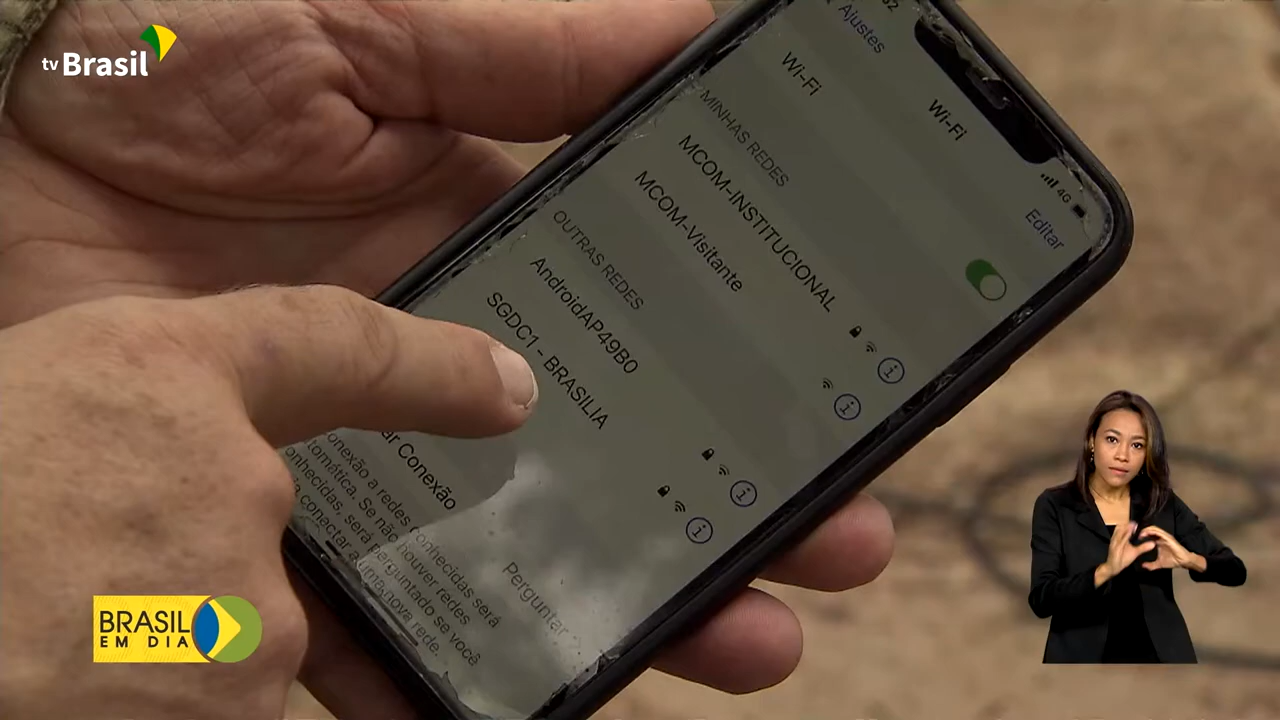 tv Brasil
Ajustes
Wi-Fi
Editar
4G
Wi-Fi
MINHAS REDES
MCOM-INSTITUCIONAL
MCOM-Visitante
OUTRAS REDES
AndroidAP49B0
SGDC1 - BRASILIA
Conexão
Perguntar
conhecidas será
automática. Se não houver redes
conhecidas, será perguntado se você
conectar a uma nova rede.
BRASIL
EM DIA